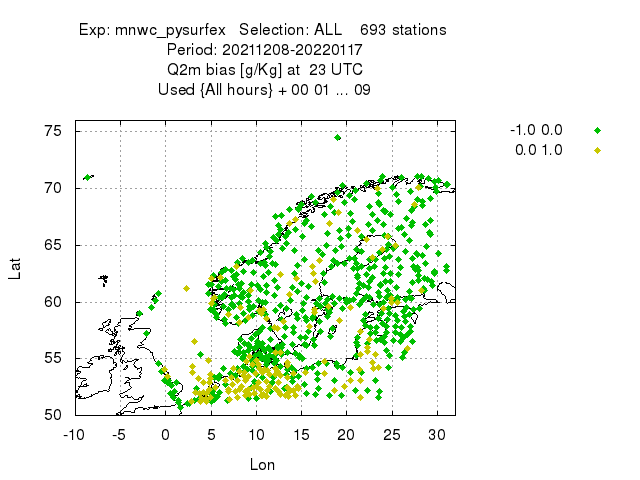 Exp: mnwc_pysurfex   Selection: ALL    693 stations
Period: 20211208-20220117
Q2m bias [g/Kg] at  23 UTC
Used {All hours} + 00 01 ... 09
-1.0 0.0
0.0 1.0
75
70
65
60
55
50
Lat
-10 -5 0 5 10 15 20 25 30
Lon